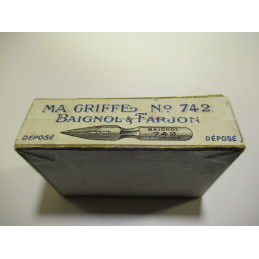 MA GRIFFE Nº 742
BAIGNOL & FARJON
DÉPOSÉ
BAIGNOL
742
DÉPOSÉ